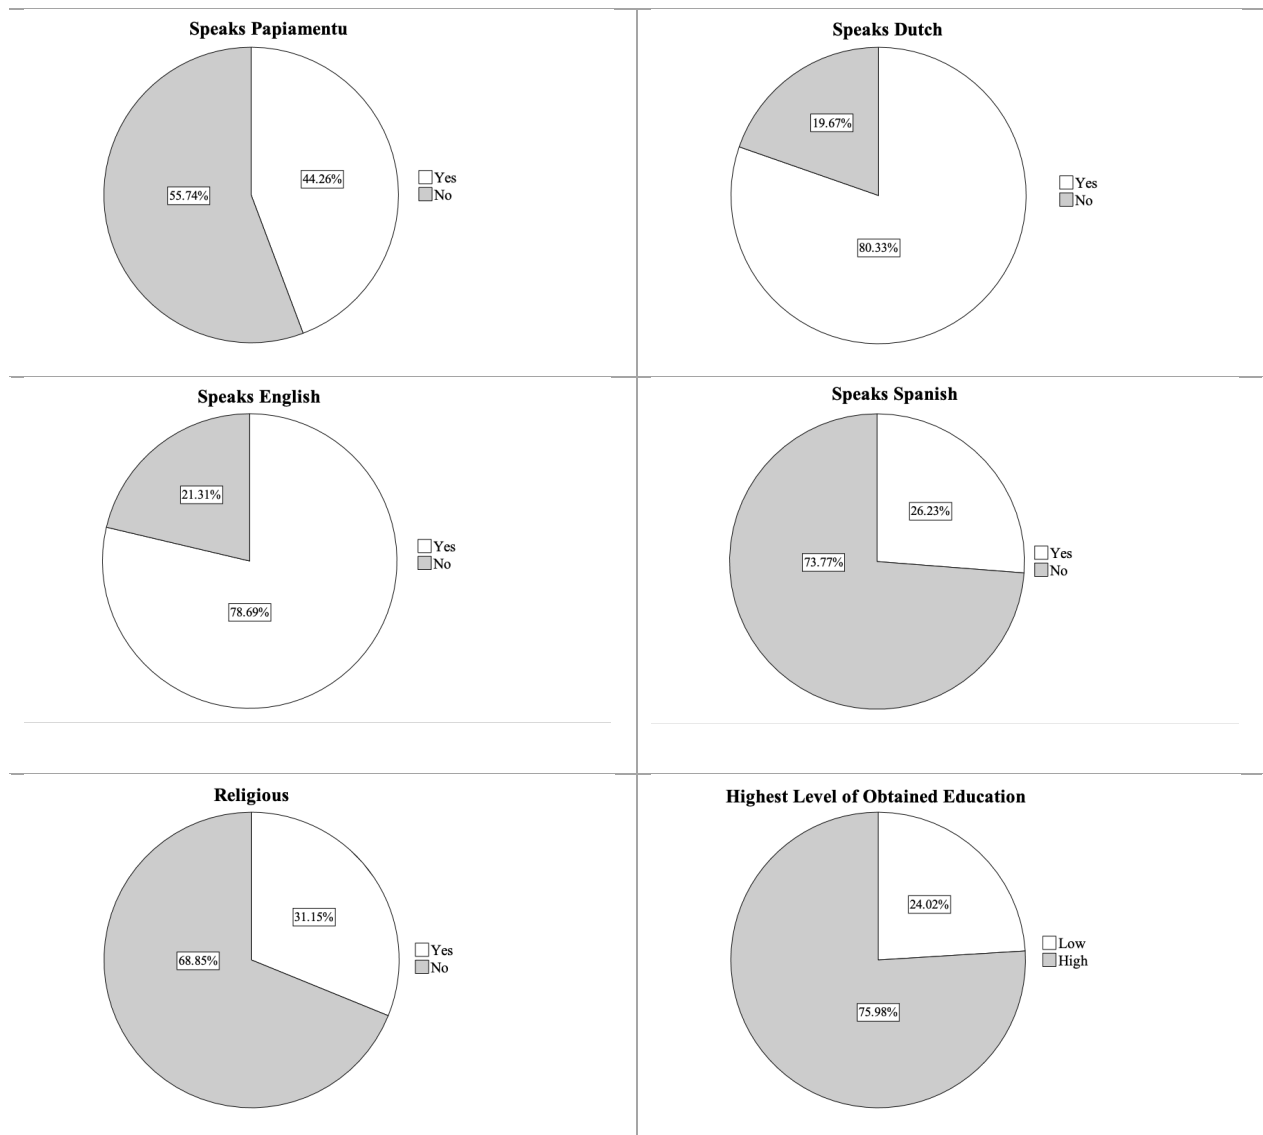 Speaks Papiamentu
44.26%
55.74%
Yes
No
Speaks Dutch
19.67%
80.33%
Yes
No
Speaks English
21.31%
78.69%
Yes
No
Speaks Spanish
26.23%
73.77%
Yes
No
Religious
31.15%
68.85%
Yes
No
Highest Level of Obtained Education
24.02%
75.98%
Low
High